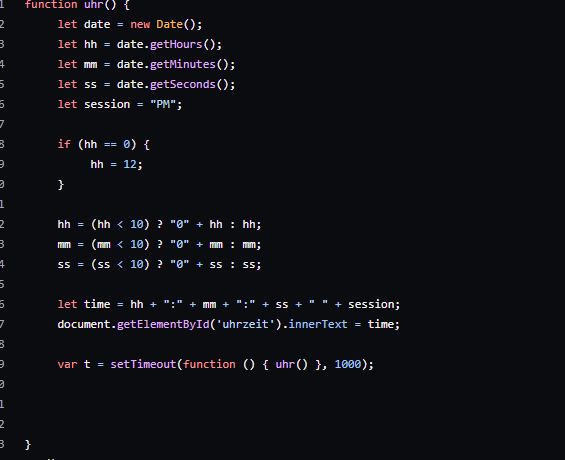 1 function uhr() {
2 let date = new Date();
3 let hh = date.getHours();
4 let mm = date.getMinutes();
5 let ss = date.getSeconds();
6 let session = "PM";
7
8 if (hh == 0) {
9 hh = 12;
0 }
1
2 hh = (hh < 10) ? "0" + hh : hh;
3 mm = (mm < 10) ? "0" + mm : mm;
4 ss = (ss < 10) ? "0" + ss : ss;
5
6 let time = hh + ":" + mm + ":" + ss + " " + session;
7 document.getElementById('uhrzeit').innerText = time;
8
9 var t = setTimeout(function () { uhr() }, 1000);
0
1
2
3 }